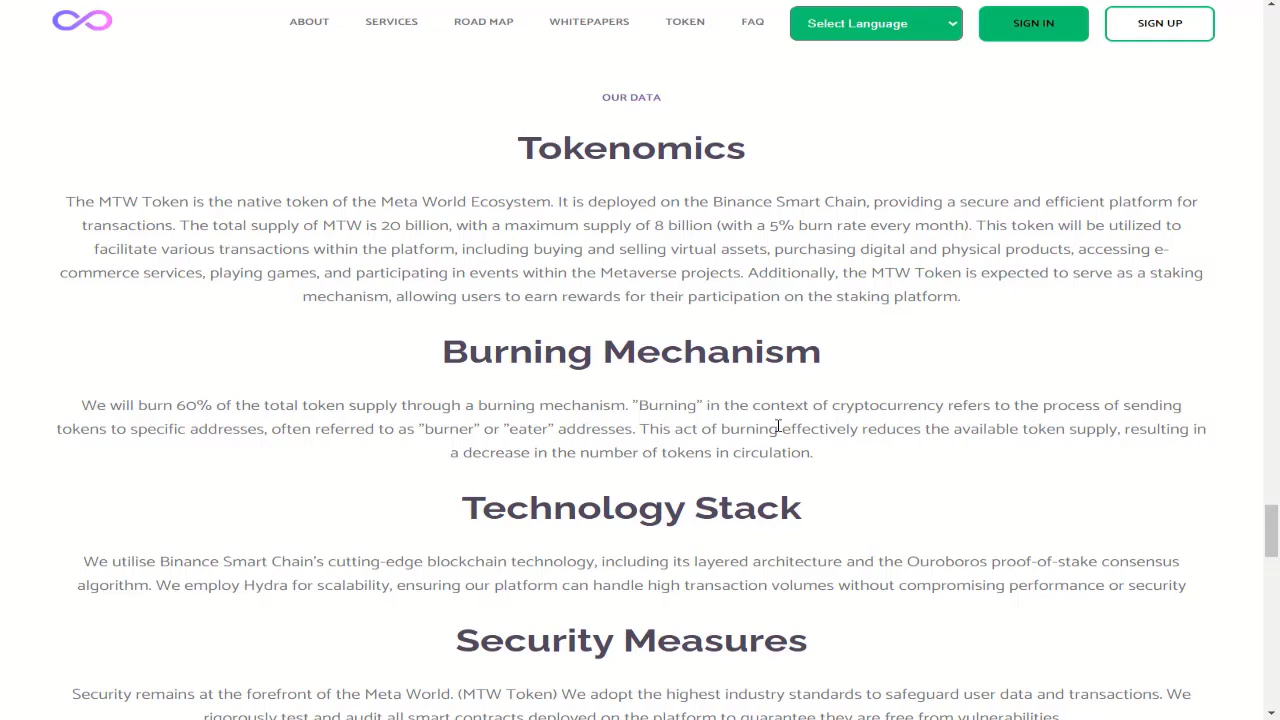 ABOUT SERVICES ROAD MAP WHITEPAPERS TOKEN FAQ Select Language SIGN IN SIGN UP
OUR DATA
Tokenomics
The MTW Token is the native token of the Meta World Ecosystem. It is deployed on the Binance Smart Chain, providing a secure and efficient platform for
transactions. The total supply of MTW is 20 billion, with a maximum supply of 8 billion (with a 5% burn rate every month). This token will be utilized to
facilitate various transactions within the platform, including buying and selling virtual assets, purchasing digital and physical products, accessing e-
commerce services, playing games, and participating in events within the Metaverse projects. Additionally, the MTW Token is expected to serve as a staking
mechanism, allowing users to earn rewards for their participation on the staking platform.
Burning Mechanism
We will burn 60% of the total token supply through a burning mechanism. ”Burning” in the context of cryptocurrency refers to the process of sending
tokens to specific addresses, often referred to as ”burner” or ”eater” addresses. This act of burning effectively reduces the available token supply, resulting in
a decrease in the number of tokens in circulation.
Technology Stack
We utilise Binance Smart Chain’s cutting-edge blockchain technology, including its layered architecture and the Ouroboros proof-of-stake consensus
algorithm. We employ Hydra for scalability, ensuring our platform can handle high transaction volumes without compromising performance or security
Security Measures
Security remains at the forefront of the Meta World. (MTW Token) We adopt the highest industry standards to safeguard user data and transactions. We
rigorously test and audit all smart contracts deployed on the platform to guarantee they are free from vulnerabilities.